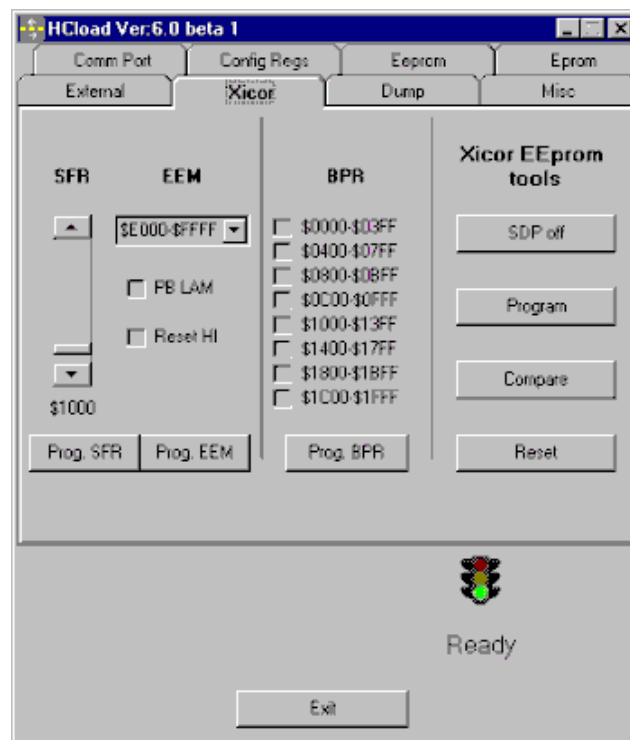 HCload Ver:6.0 beta 1
Comm Port Config Regs Eeprom Eprom
External Xicor Dump Misc
SFR EEM BPR Xicor EEprom tools
$E000-$FFFF
PB LAM
Reset HI
$1000
$0000-$03FF
$0400-$07FF
$0800-$0BFF
$0C00-$0FFF
$1000-$13FF
$1400-$17FF
$1800-$1BFF
$1C00-$1FFF
SDP off
Program
Compare
Prog. SFR Prog. EEM Prog. BPR Reset
Ready
Exit